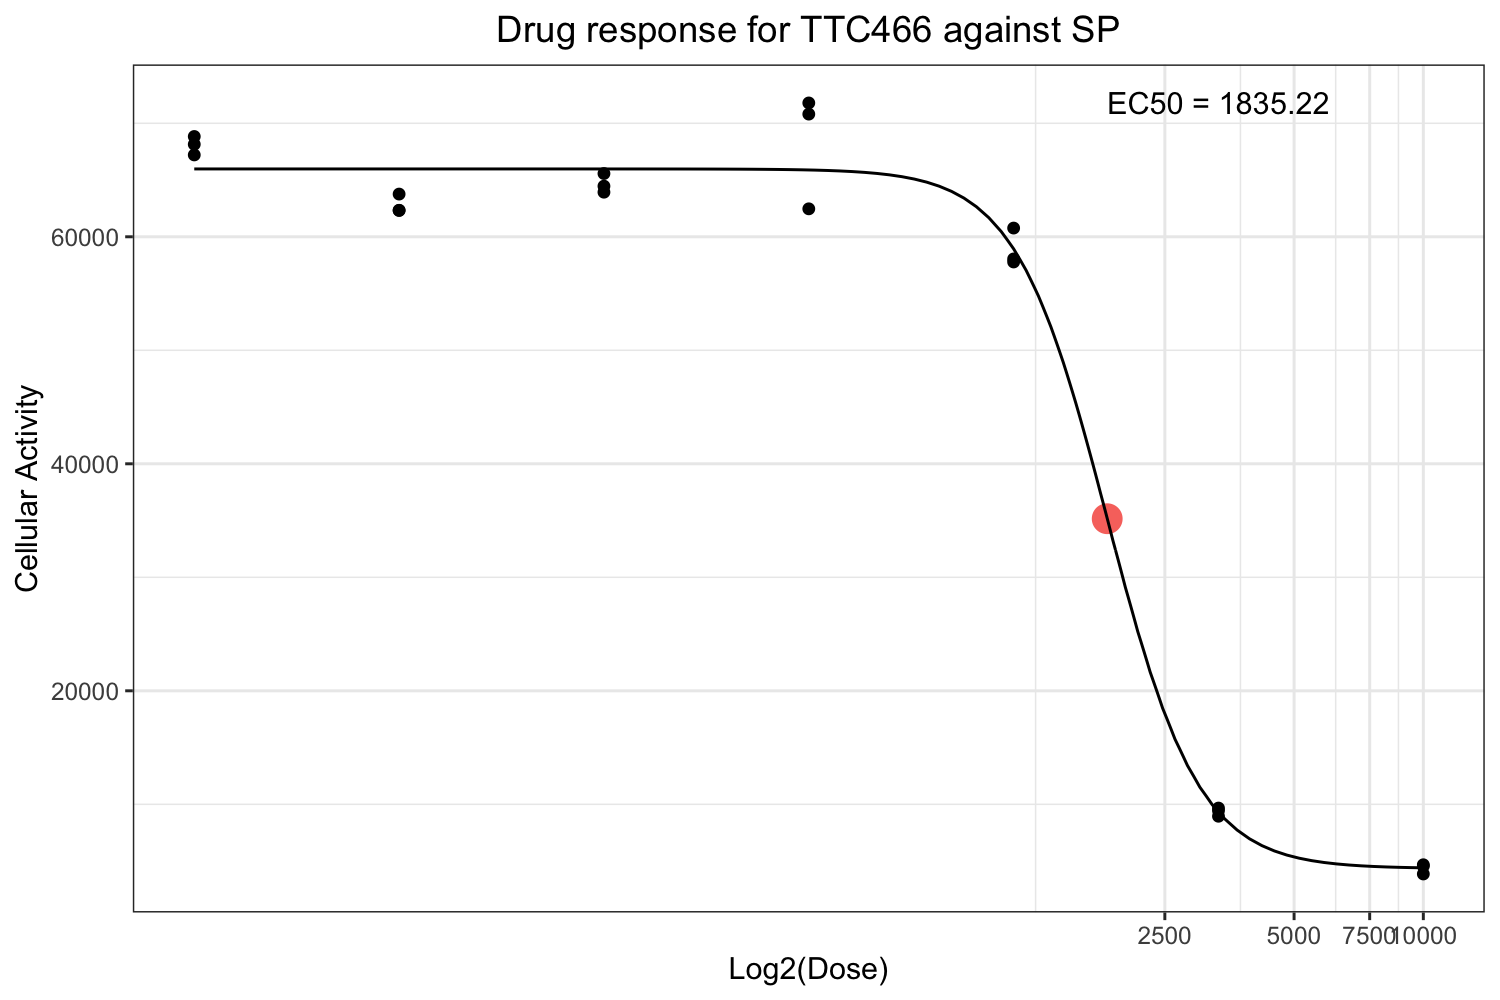 Drug response for TTC466 against SP
EC50 = 1835.22
60000
40000
20000
Cellular Activity
2500 5000 7500 10000
Log2(Dose)